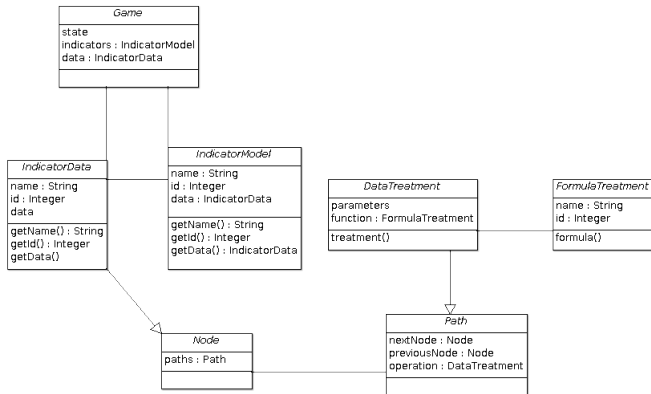 Game
state
indicators : IndicatorModel
data : IndicatorData
IndicatorData
name : String
id : Integer
data
getName() : String
getId() : Integer
getData()
IndicatorModel
name : String
id : Integer
data : IndicatorData
getName() : String
getId() : Integer
getData() : IndicatorData
DataTreatment
parameters
function : FormulaTreatment
treatment()
FormulaTreatment
name : String
id : Integer
formula()
Node
paths : Path
Path
nextNode : Node
previousNode : Node
operation : DataTreatment